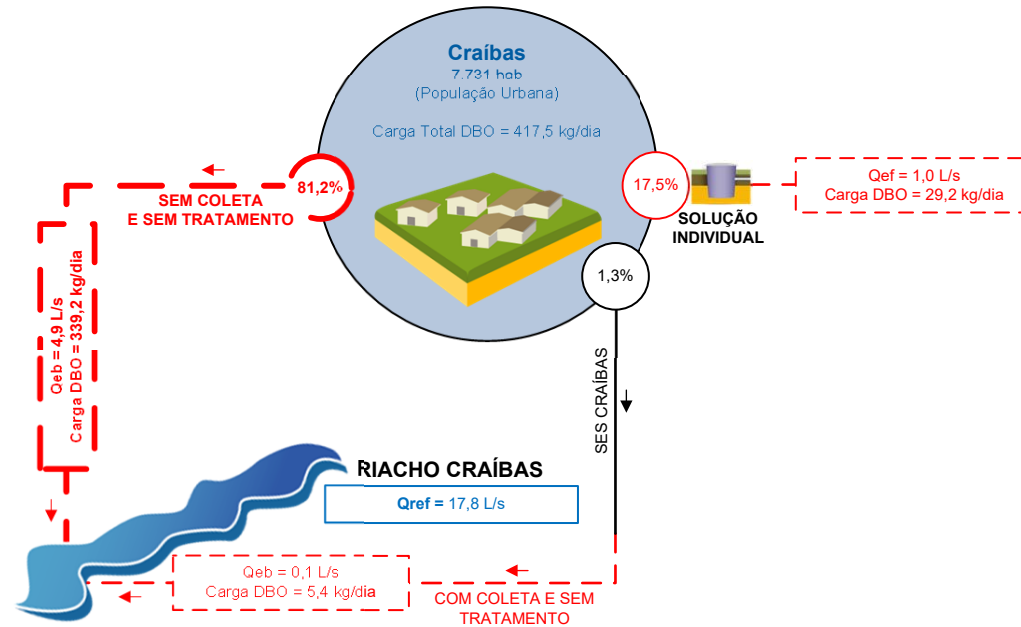 Craíbas
7.731 hab
(População Urbana)
Carga Total DBO = 417,5 kg/dia
81,2%
SEM COLETA
E SEM TRATAMENTO
17,5%
SOLUÇÃO
INDIVIDUAL
Qef = 1,0 L/s
Carga DBO = 29,2 kg/dia
1,3%
Qeb = 4,9 L/s
Carga DBO = 339,2 kg/dia
SES CRAÍBAS
RIACHO CRAÍBAS
Qref = 17,8 L/s
Qeb = 0,1 L/s
Carga DBO = 5,4 kg/dia
COM COLETA E SEM
TRATAMENTO